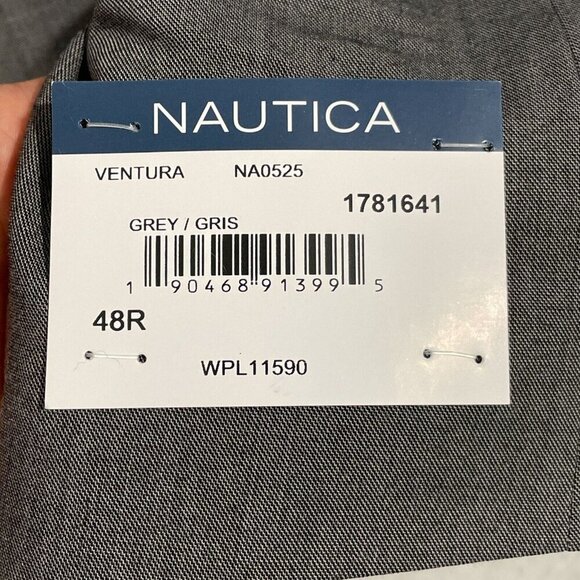 NAUTICA
VENTURA NA0525
1781641
GREY / GRIS
1 90468 91399 5
48R
WPL11590